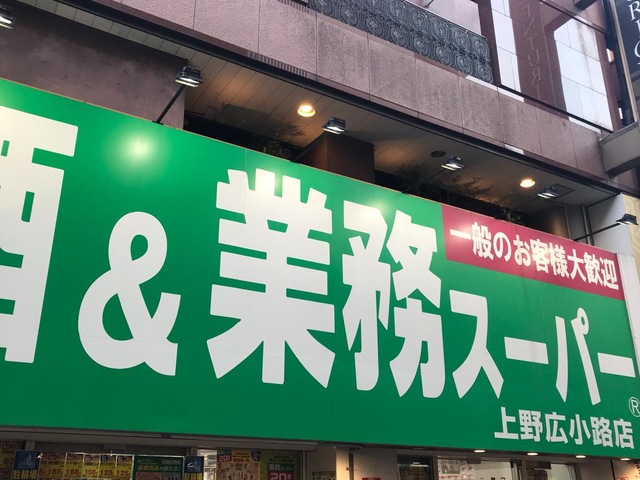 酒&業務スーパー®
一般のお客様大歓迎
上野広小路店